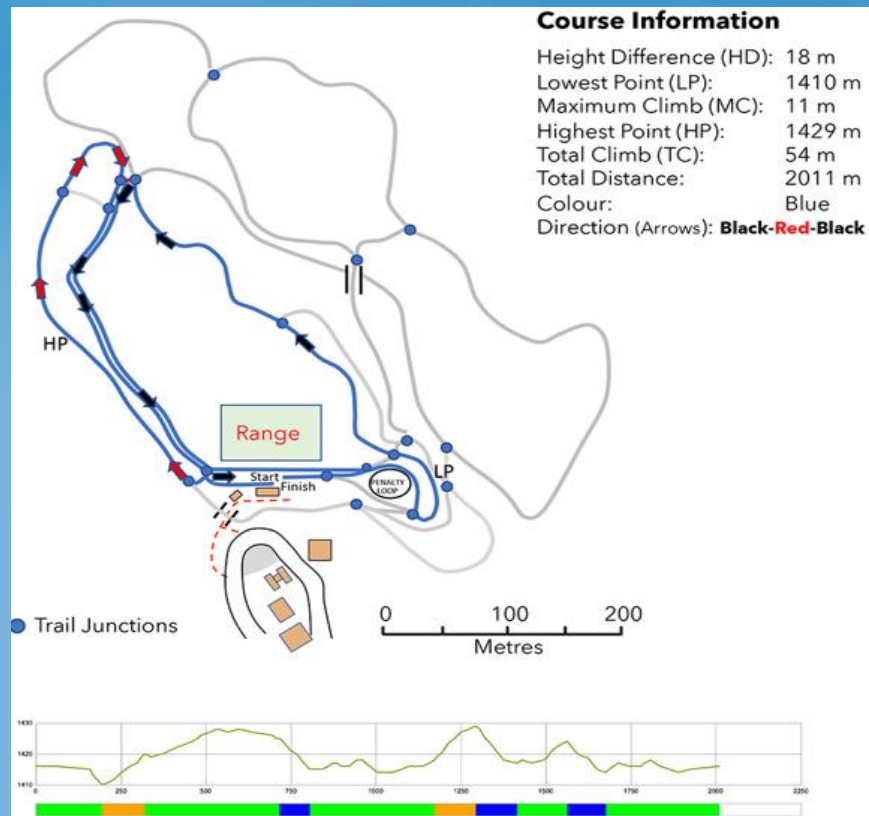 Course Information
Height Difference (HD): 18 m
Lowest Point (LP): 1410 m
Maximum Climb (MC): 11 m
Highest Point (HP): 1429 m
Total Climb (TC): 54 m
Total Distance: 2011 m
Colour: Blue
Direction (Arrows): Black-Red-Black
HP
Range
Start
Finish
PENALTY
LOOP
LP
Trail Junctions
0 100 200
Metres
1430
1420
1410
0 250 500 750 1000 1250 1500 1750 2000 2250